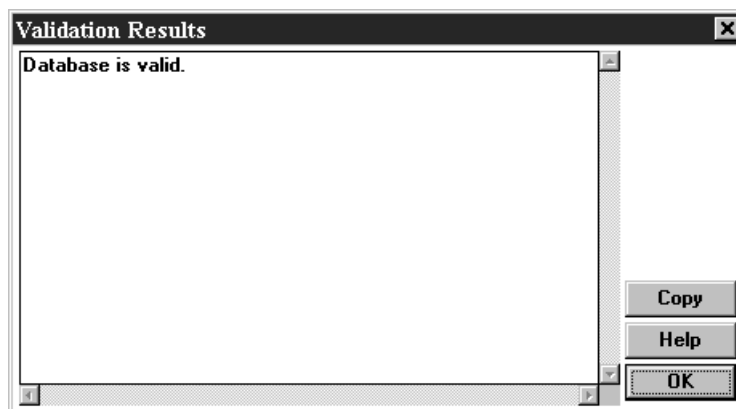 Validation Results
Database is valid.
Copy
Help
OK